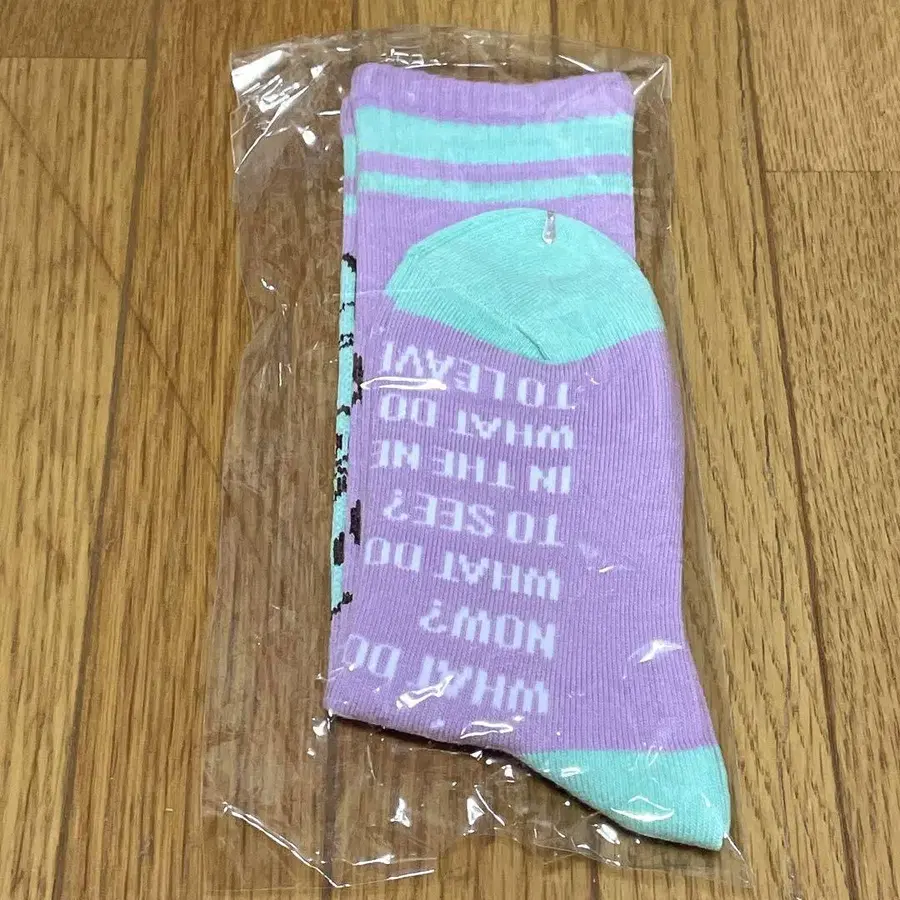 WHAT DO
NOW?
WHAT DO
TO SEE?
IN THE NE
WHAT DO
TO LEAV